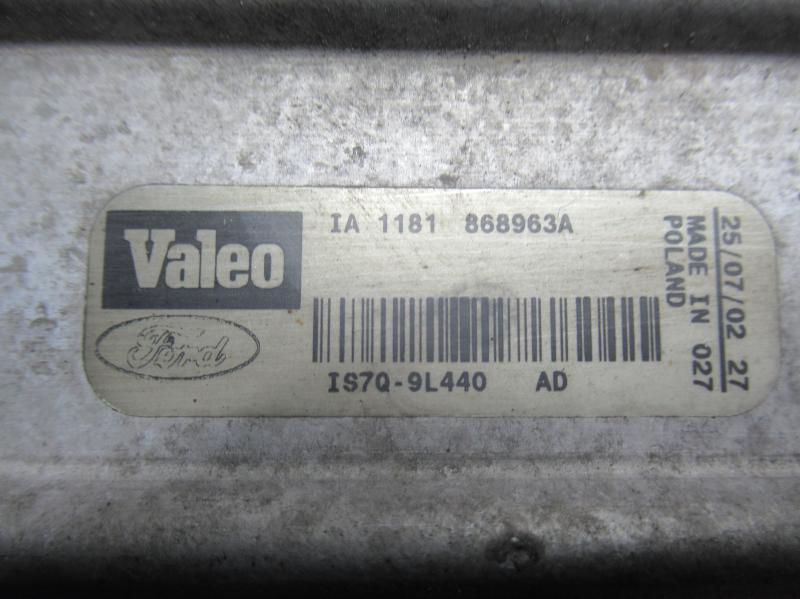 Valeo
IA 1181 868963A
Ford
IS7Q-9L440 AD
25/07/02 27
MADE IN 027
POLAND